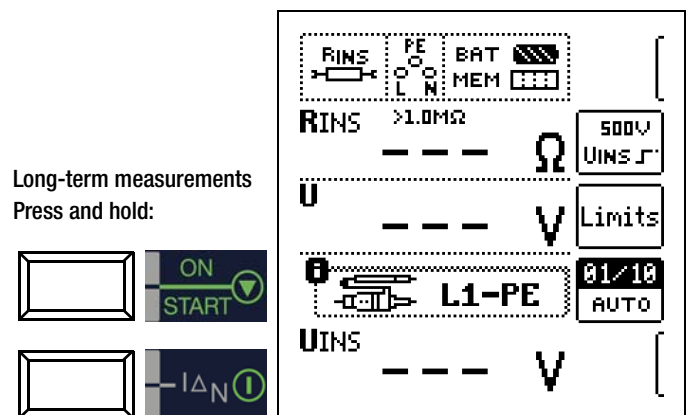 Long-term measurements
Press and hold:
ON
START
I△N
RINS
PE
L N
BAT
MEM
RINS >1.0MΩ
--- Ω
500V
UINS
U
--- V
Limits
L1-PE
01/10
AUTO
UINS
--- V